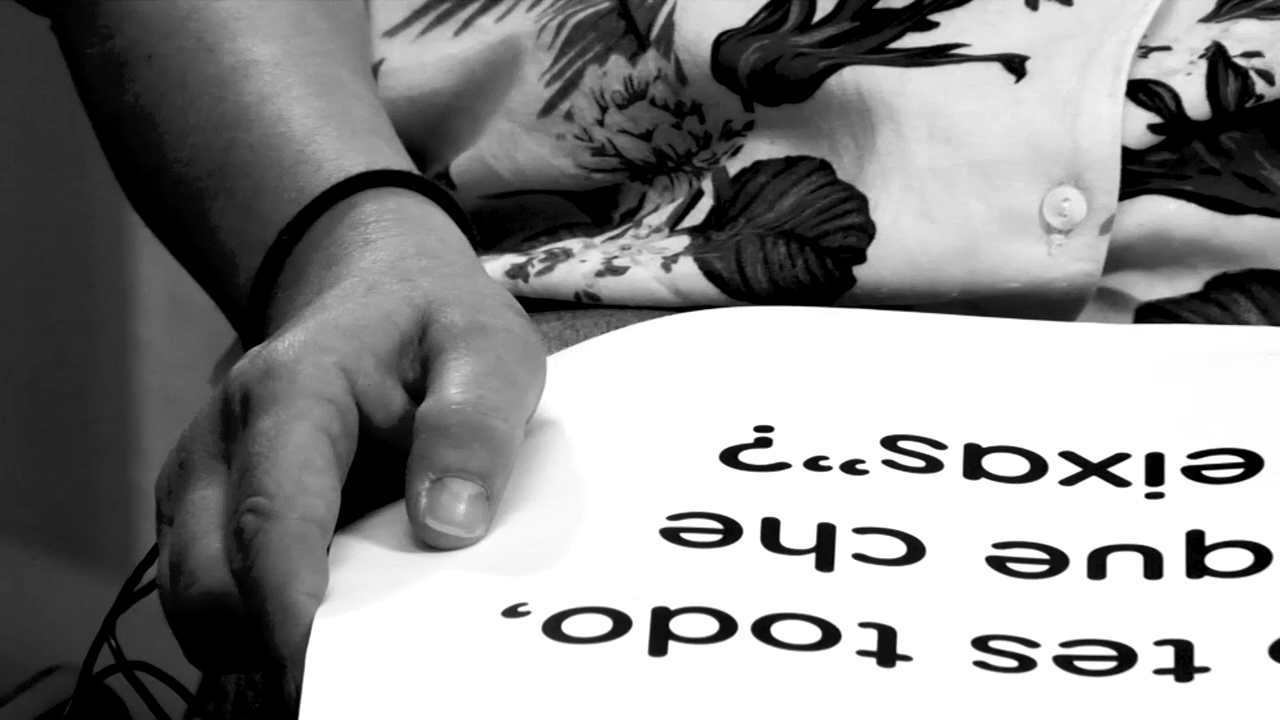 tes todo,
que che
eixas”?